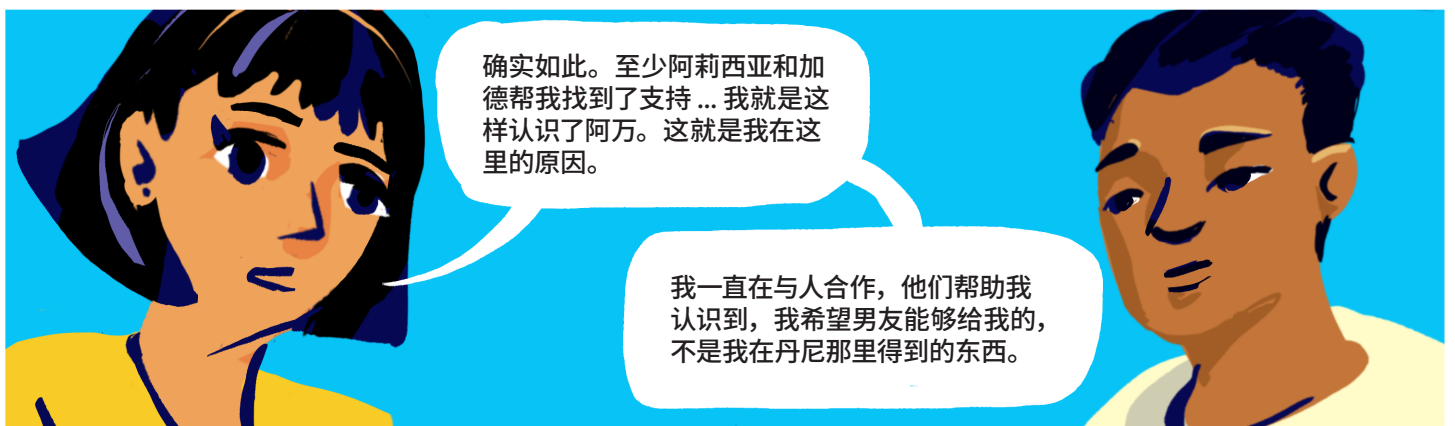 确实如此。至少阿莉西亚和加
德帮我找到了支持 ... 我就是这
样认识了阿万。这就是我在这
里的原因。
我一直在与人合作，他们帮助我
认识到，我希望男友能够给我的，
不是我在丹尼那里得到的东西。